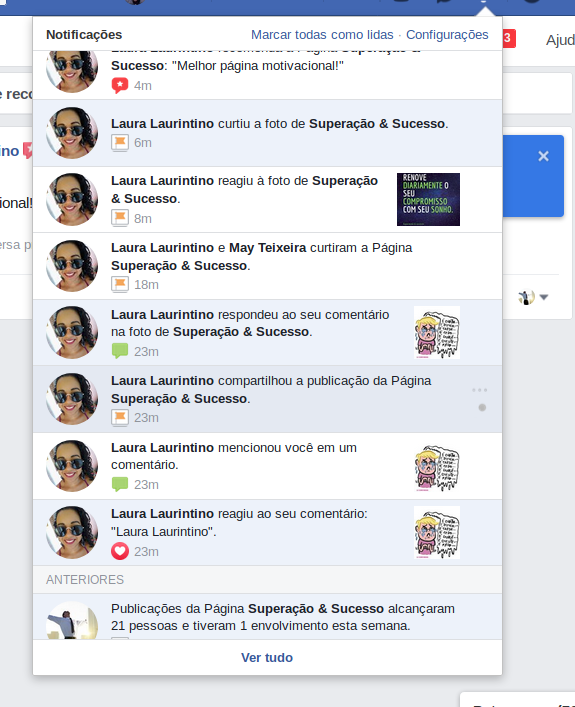 Notificações Marcar todas como lidas · Configurações
3
Ajud
Laura Laurintino recomenda a Página Superação &
Sucesso: "Melhor página motivacional!"
4m
Laura Laurintino curtiu a foto de Superação & Sucesso.
6m
Laura Laurintino reagiu à foto de Superação
& Sucesso.
8m
RENOVE
DIARIAMENTE O
SEU
COMPROMISSO
COM SEU SONHO.
Laura Laurintino e May Teixeira curtiram a Página
Superação & Sucesso.
18m
Laura Laurintino respondeu ao seu comentário
na foto de Superação & Sucesso.
23m
Laura Laurintino compartilhou a publicação da Página
Superação & Sucesso.
23m
Laura Laurintino mencionou você em um
comentário.
23m
Laura Laurintino reagiu ao seu comentário:
"Laura Laurintino".
23m
ANTERIORES
Publicações da Página Superação & Sucesso alcançaram
21 pessoas e tiveram 1 envolvimento esta semana.
Ver tudo
e reco
ino
ional!
ersa p